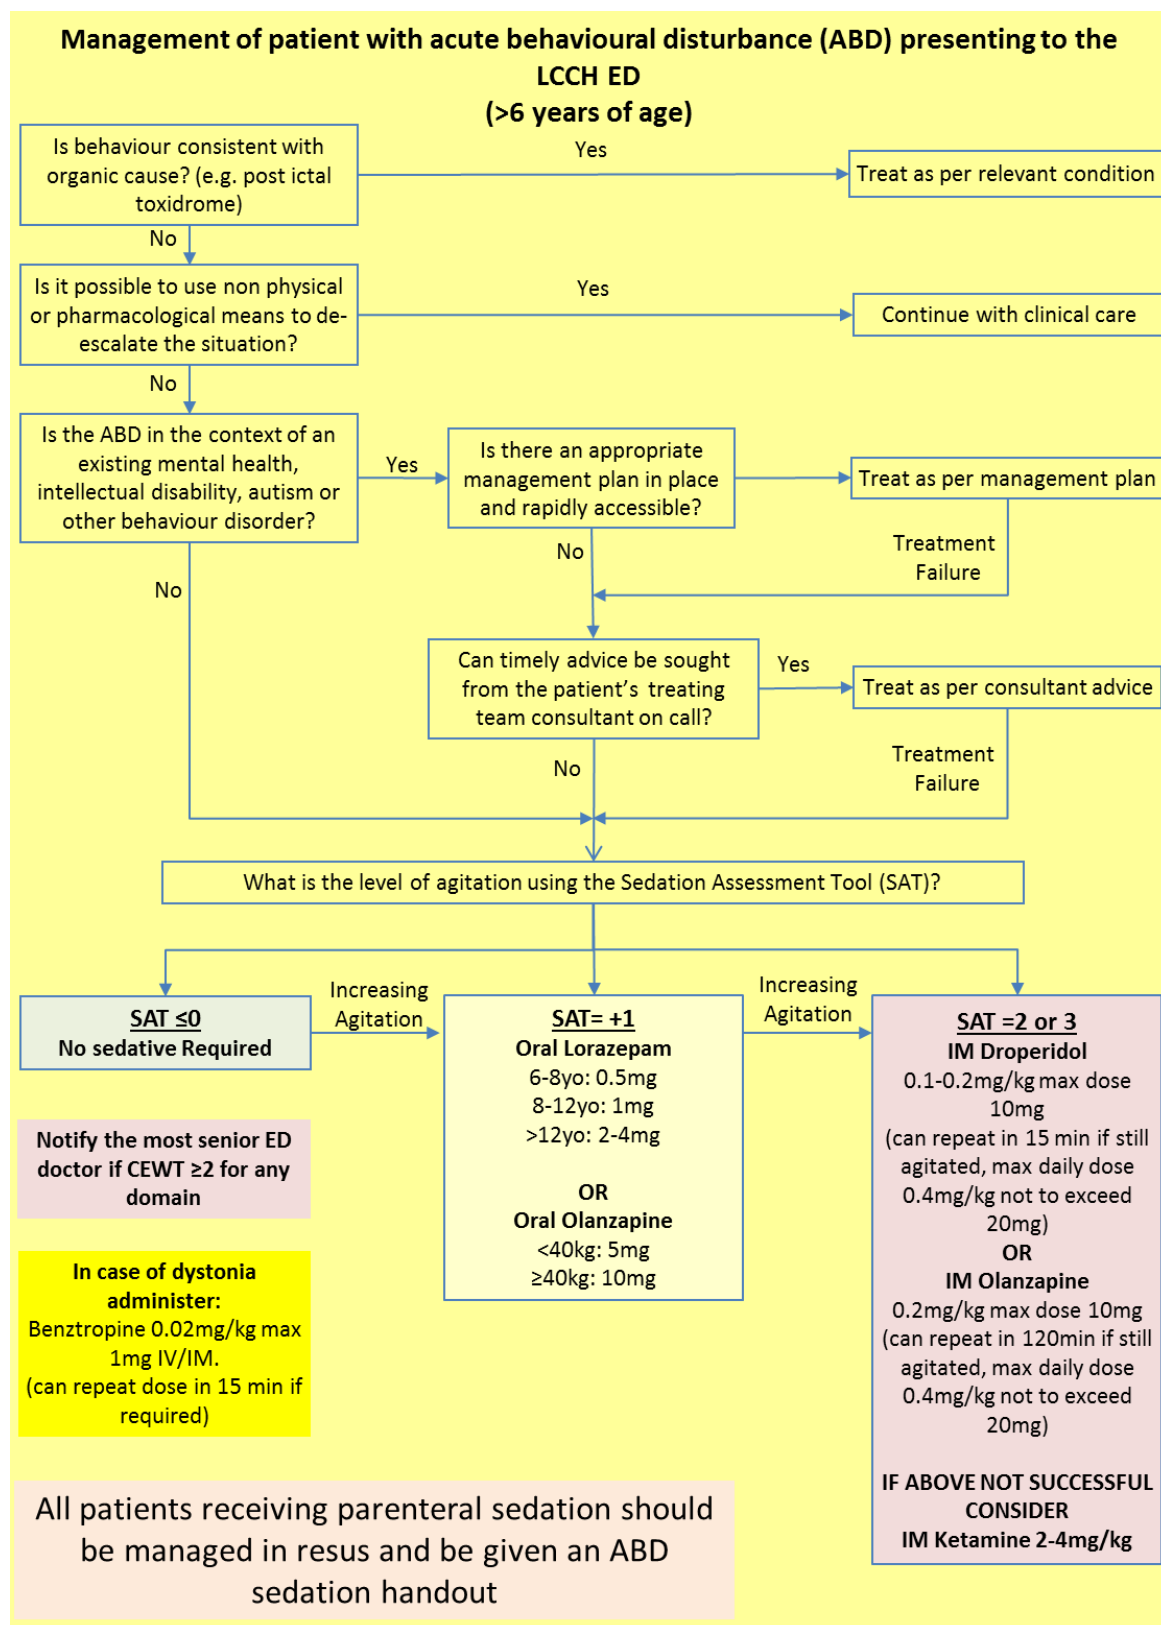 Management of patient with acute behavioural disturbance (ABD) presenting to the
LCCH ED
(>6 years of age)
Is behaviour consistent with
organic cause? (e.g. post ictal
toxidrome)
Yes
Treat as per relevant condition
No
Is it possible to use non physical
or pharmacological means to de-
escalate the situation?
Yes
Continue with clinical care
No
Is the ABD in the context of an
existing mental health,
intellectual disability, autism or
other behaviour disorder?
Yes
Is there an appropriate
management plan in place
and rapidly accessible?
Treat as per management plan
No
Treatment
Failure
No
Can timely advice be sought
from the patient's treating
team consultant on call?
Yes
Treat as per consultant advice
No
Treatment
Failure
What is the level of agitation using the Sedation Assessment Tool (SAT)?
SAT ≤0
No sedative Required
Increasing
Agitation
SAT= +1
Oral Lorazepam
6-8yo: 0.5mg
8-12yo: 1mg
>12yo: 2-4mg
OR
Oral Olanzapine
<40kg: 5mg
≥40kg: 10mg
Increasing
Agitation
SAT =2 or 3
IM Droperidol
0.1-0.2mg/kg max dose
10mg
(can repeat in 15 min if still
agitated, max daily dose
0.4mg/kg not to exceed
20mg)
OR
IM Olanzapine
0.2mg/kg max dose 10mg
(can repeat in 120min if still
agitated, max daily dose
0.4mg/kg not to exceed
20mg)
IF ABOVE NOT SUCCESSFUL
CONSIDER
IM Ketamine 2-4mg/kg
Notify the most senior ED
doctor if CEWT ≥2 for any
domain
In case of dystonia
administer:
Benztropine 0.02mg/kg max
1mg IV/IM.
(can repeat dose in 15 min if
required)
All patients receiving parenteral sedation should
be managed in resus and be given an ABD
sedation handout